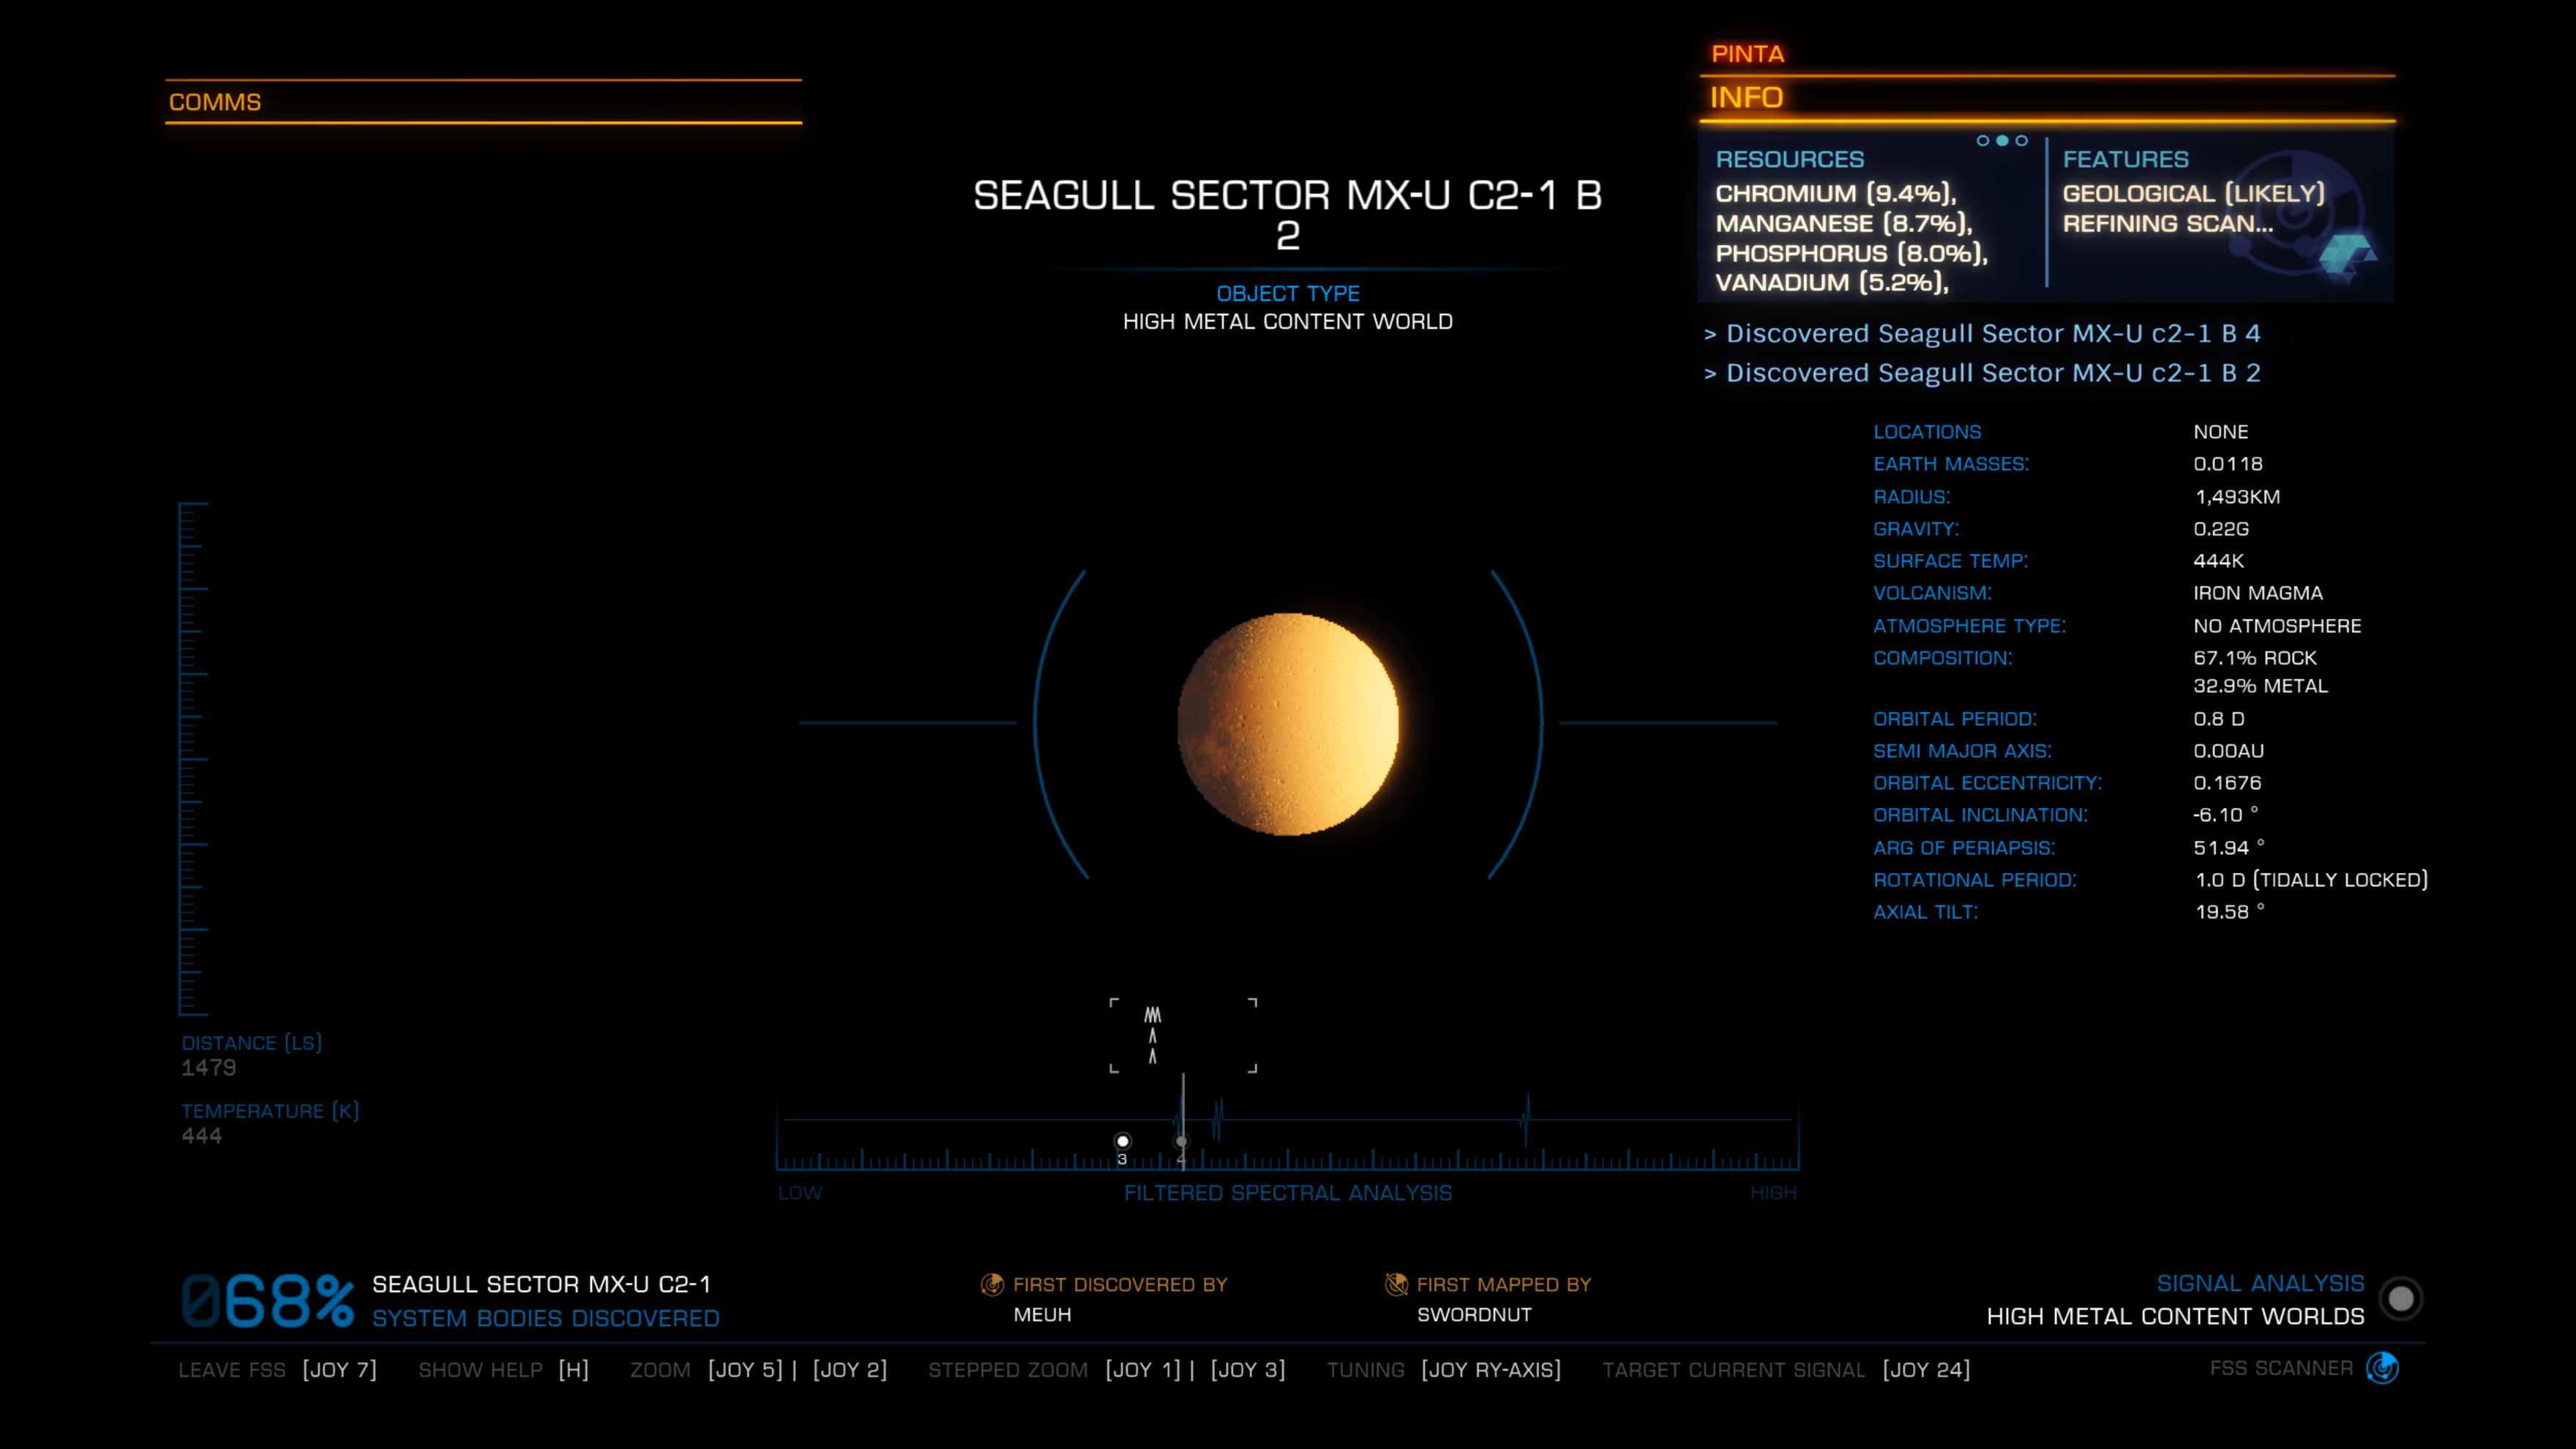 PINTA
COMMS
INFO
RESOURCES
CHROMIUM (9.4%),
MANGANESE (8.7%),
PHOSPHORUS (8.0%),
VANADIUM (5.2%),
FEATURES
GEOLOGICAL (LIKELY)
REFINING SCAN...
SEAGULL SECTOR MX-U C2-1 B
2
OBJECT TYPE
HIGH METAL CONTENT WORLD
> Discovered Seagull Sector MX-U c2-1 B 4
> Discovered Seagull Sector MX-U c2-1 B 2
LOCATIONS NONE
EARTH MASSES: 0.0118
RADIUS: 1,493KM
GRAVITY: 0.22G
SURFACE TEMP: 444K
VOLCANISM: IRON MAGMA
ATMOSPHERE TYPE: NO ATMOSPHERE
COMPOSITION: 67.1% ROCK
32.9% METAL
ORBITAL PERIOD: 0.8 D
SEMI MAJOR AXIS: 0.00AU
ORBITAL ECCENTRICITY: 0.1676
ORBITAL INCLINATION: -6.10 °
ARG OF PERIAPSIS: 51.94 °
ROTATIONAL PERIOD: 1.0 D (TIDALLY LOCKED)
AXIAL TILT: 19.58 °
DISTANCE (LS)
1479
TEMPERATURE (K)
444
3 4
LOW FILTERED SPECTRAL ANALYSIS HIGH
068% SEAGULL SECTOR MX-U C2-1
SYSTEM BODIES DISCOVERED
FIRST DISCOVERED BY
MEUH
FIRST MAPPED BY
SWORDNUT
SIGNAL ANALYSIS
HIGH METAL CONTENT WORLDS
LEAVE FSS [JOY 7] SHOW HELP [H] ZOOM [JOY 5] | [JOY 2] STEPPED ZOOM [JOY 1] | [JOY 3] TUNING [JOY RY-AXIS] TARGET CURRENT SIGNAL [JOY 24] FSS SCANNER